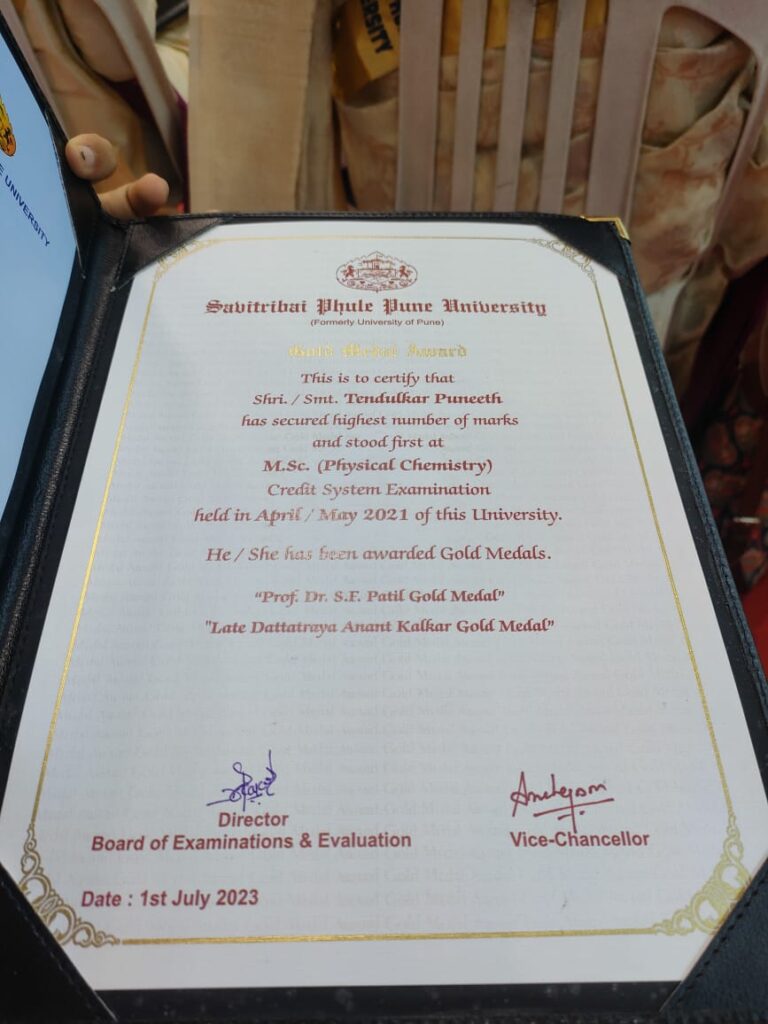 UNIVERSITY
Savitribai Phule Pune University
(Formerly University of Pune)
Gold Medal Award
This is to certify that
Shri. / Smt. Tendulkar Puneeth
has secured highest number of marks
and stood first at
M.Sc. (Physical Chemistry)
Credit System Examination
held in April / May 2021 of this University.
He / She has been awarded Gold Medals.
"Prof. Dr. S.F. Patil Gold Medal"
"Late Dattatraya Anant Kalkar Gold Medal"
Director
Board of Examinations & Evaluation
Vice-Chancellor
Date : 1st July 2023